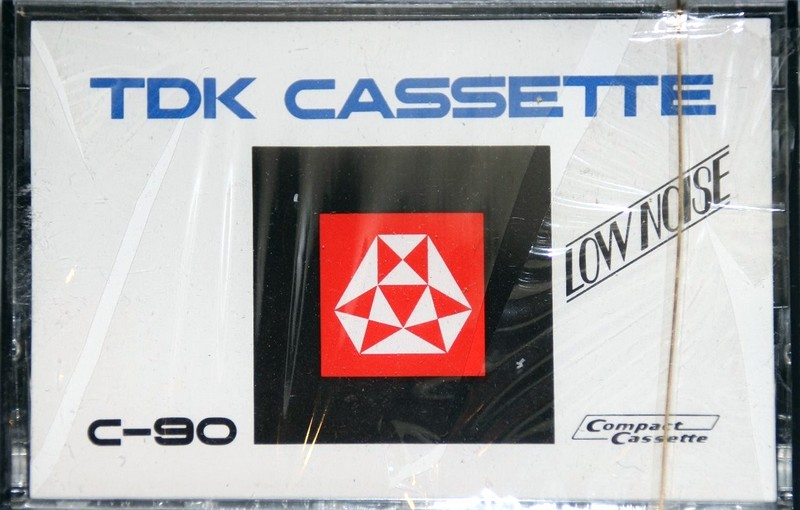 TDK CASSETTE
LOW NOISE
C-90
Compact
Cassette